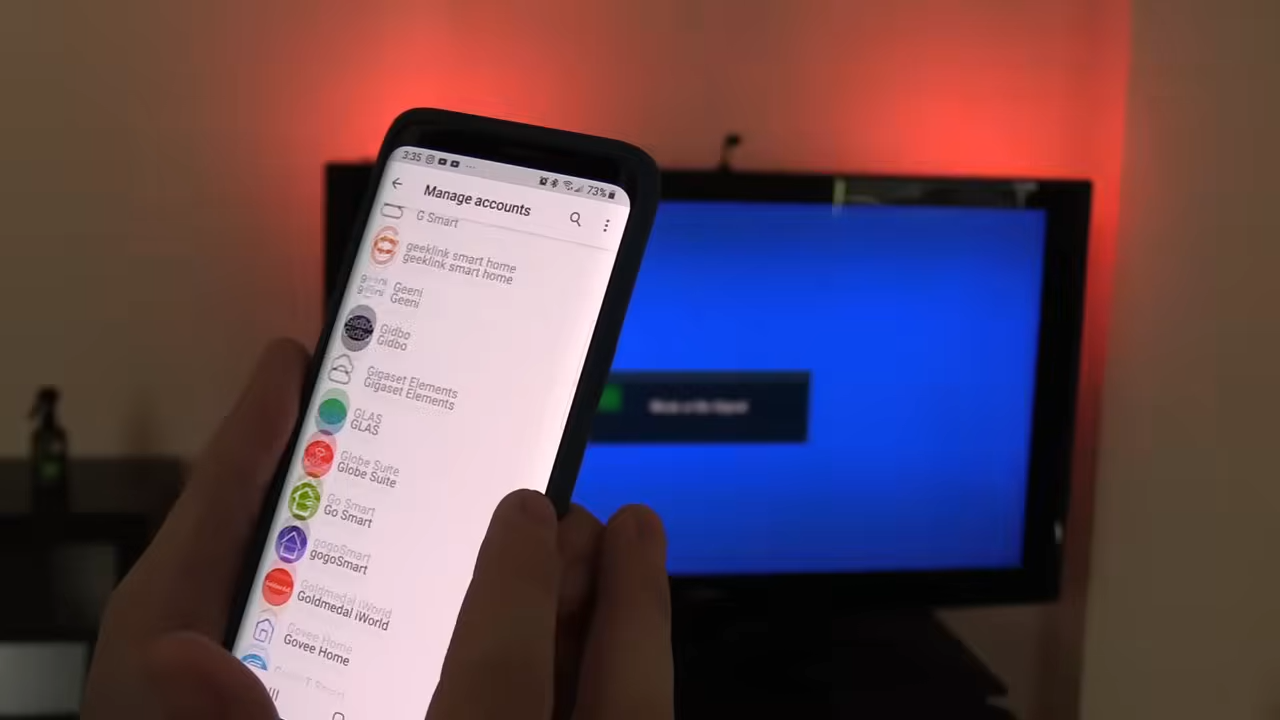 3:35 73%
Manage accounts
G Smart
geeklink smart home
geeklink smart home
Geeni
Geeni
Gidbo
Gidbo
Gigaset Elements
Gigaset Elements
GLAS
GLAS
Globe Suite
Globe Suite
Go Smart
Go Smart
gogoSmart
gogoSmart
Goldmedal iWorld
Goldmedal iWorld
Govee Home
Govee Home